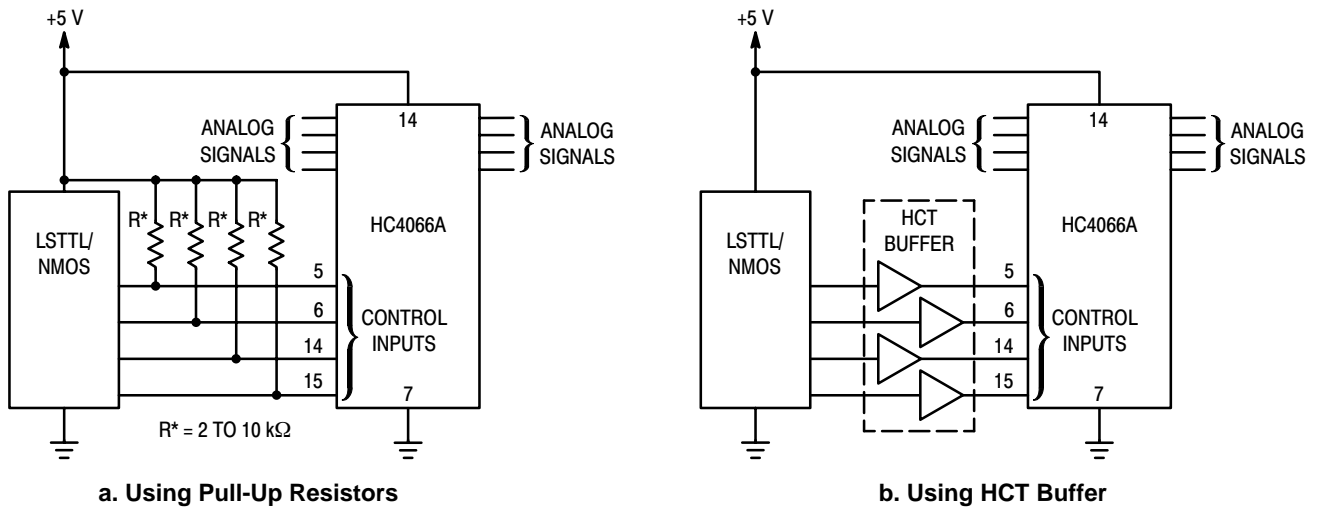 +5 V
ANALOG
SIGNALS
14
ANALOG
SIGNALS
R*
R*
R*
R*
LSTTL/
NMOS
HC4066A
5
6
14
15
CONTROL
INPUTS
7
R* = 2 TO 10 kΩ
a. Using Pull-Up Resistors
+5 V
ANALOG
SIGNALS
14
ANALOG
SIGNALS
LSTTL/
NMOS
HCT
BUFFER
HC4066A
5
6
14
15
CONTROL
INPUTS
7
b. Using HCT Buffer